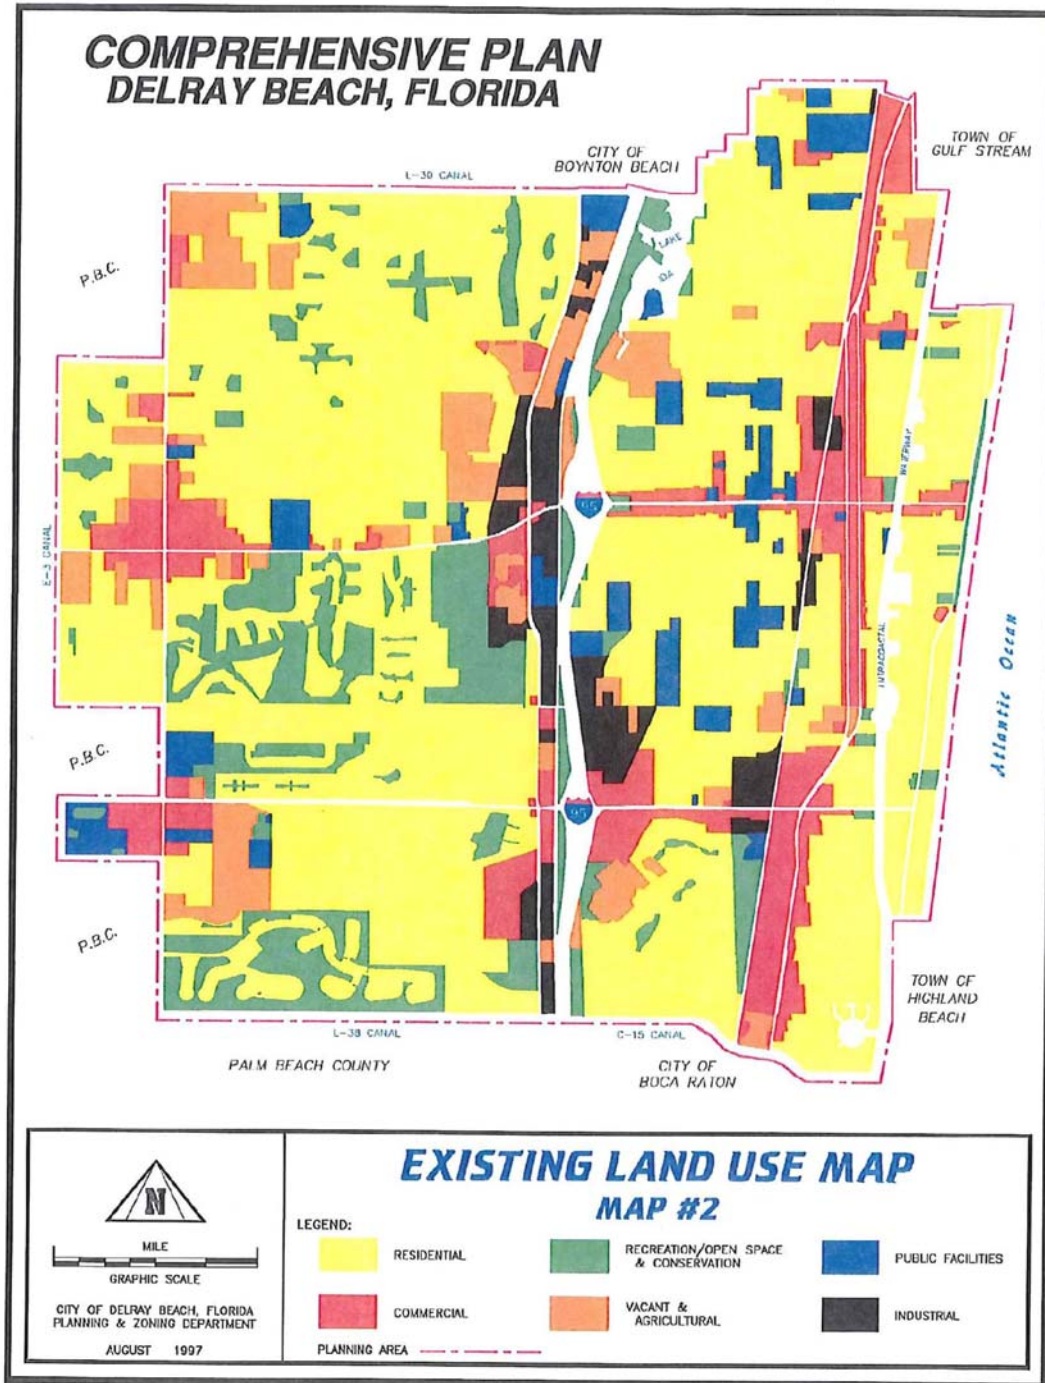 COMPREHENSIVE PLAN
DELRAY BEACH, FLORIDA
CITY OF
BOYNTON BEACH
TOWN OF
GULF STREAM
L-30 CANAL
P.B.C.
LAKE
IDA
E-3 CANAL
95
WATERWAY
INTRACOASTAL
Atlantic Ocean
P.B.C.
95
P.B.C.
TOWN OF
HIGHLAND
BEACH
L-38 CANAL
C-15 CANAL
PALM BEACH COUNTY
CITY OF
BOCA RATON
N
MILE
GRAPHIC SCALE
CITY OF DELRAY BEACH, FLORIDA
PLANNING & ZONING DEPARTMENT
AUGUST 1997
EXISTING LAND USE MAP
MAP #2
LEGEND:
RESIDENTIAL
RECREATION/OPEN SPACE
& CONSERVATION
PUBLIC FACILITIES
COMMERCIAL
VACANT &
AGRICULTURAL
INDUSTRIAL
PLANNING AREA